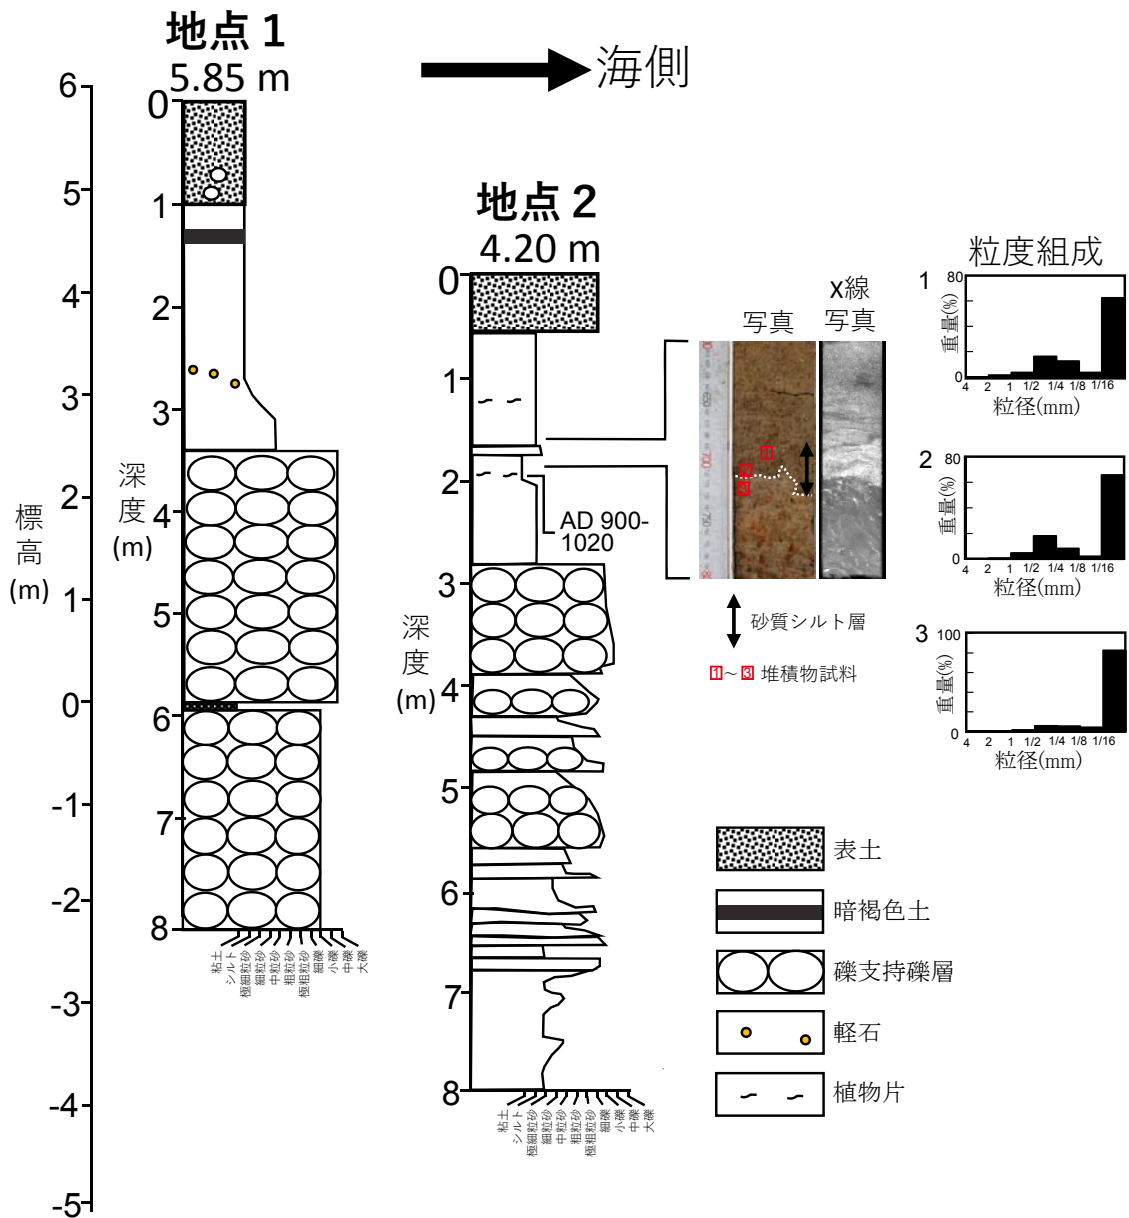 地点 1
5.85 m
海側
地点 2
4.20 m
標高
(m)
6
5
4
3
2
1
0
-1
-2
-3
-4
-5
深度
(m)
0
1
2
3
4
5
6
7
8
粘土
シルト
極細粒砂
細粒砂
中粒砂
粗粒砂
極粗粒砂
細礫
小礫
中礫
大礫
深度
(m)
0
1
2
3
4
5
6
7
8
AD 900-
1020
粘土
シルト
極細粒砂
細粒砂
中粒砂
粗粒砂
極粗粒砂
細礫
小礫
中礫
大礫
写真
X線
写真
650
700
750
1
2
3
砂質シルト層
1～3 堆積物試料
粒度組成
1
重量(%)
80
0
4 2 1 1/2 1/4 1/8 1/16
粒径(mm)
2
重量(%)
80
0
4 2 1 1/2 1/4 1/8 1/16
粒径(mm)
3
重量(%)
100
0
4 2 1 1/2 1/4 1/8 1/16
粒径(mm)
表土
暗褐色土
礫支持礫層
軽石
植物片